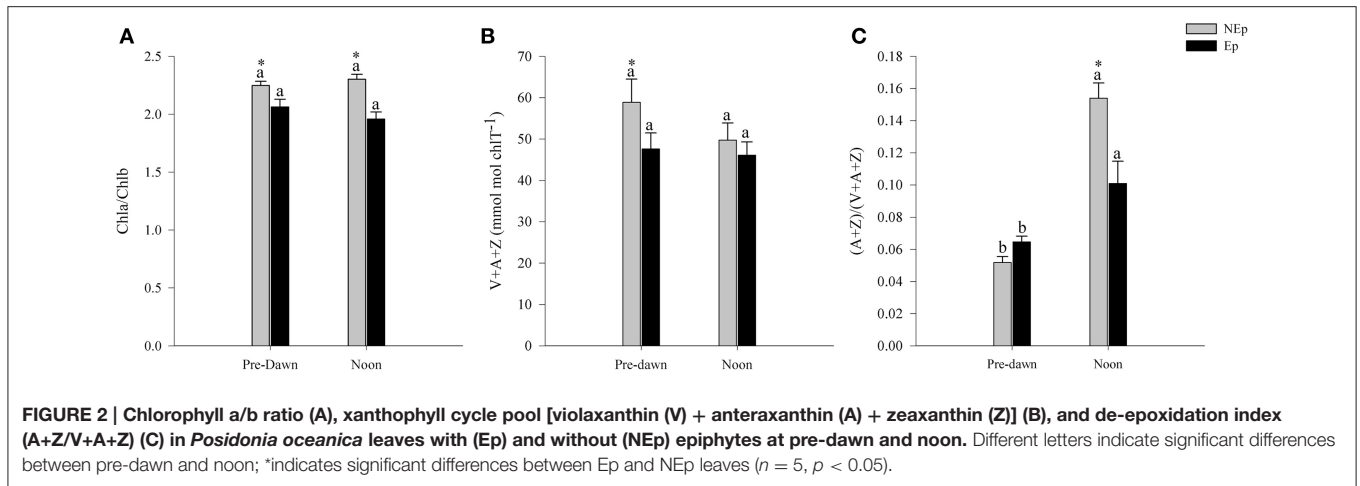 A
B
C
NEp
Ep
Chla/Chlb
2.5
2.0
1.5
1.0
0.5
0.0
*
a
a
*
a
a
Pre-Dawn
Noon
V+A+Z (mmol mol chlT⁻¹)
70
60
50
40
30
20
10
0
*
a
a
a
a
Pre-dawn
Noon
(A+Z)/(V+A+Z)
0.18
0.16
0.14
0.12
0.10
0.08
0.06
0.04
0.02
0.00
b
b
*
a
a
Pre-dawn
Noon
FIGURE 2 | Chlorophyll a/b ratio (A), xanthophyll cycle pool [violaxanthin (V) + anteraxanthin (A) + zeaxanthin (Z)] (B), and de-epoxidation index
(A+Z/V+A+Z) (C) in Posidonia oceanica leaves with (Ep) and without (NEp) epiphytes at pre-dawn and noon. Different letters indicate significant differences
between pre-dawn and noon; *indicates significant differences between Ep and NEp leaves (n = 5, p < 0.05).